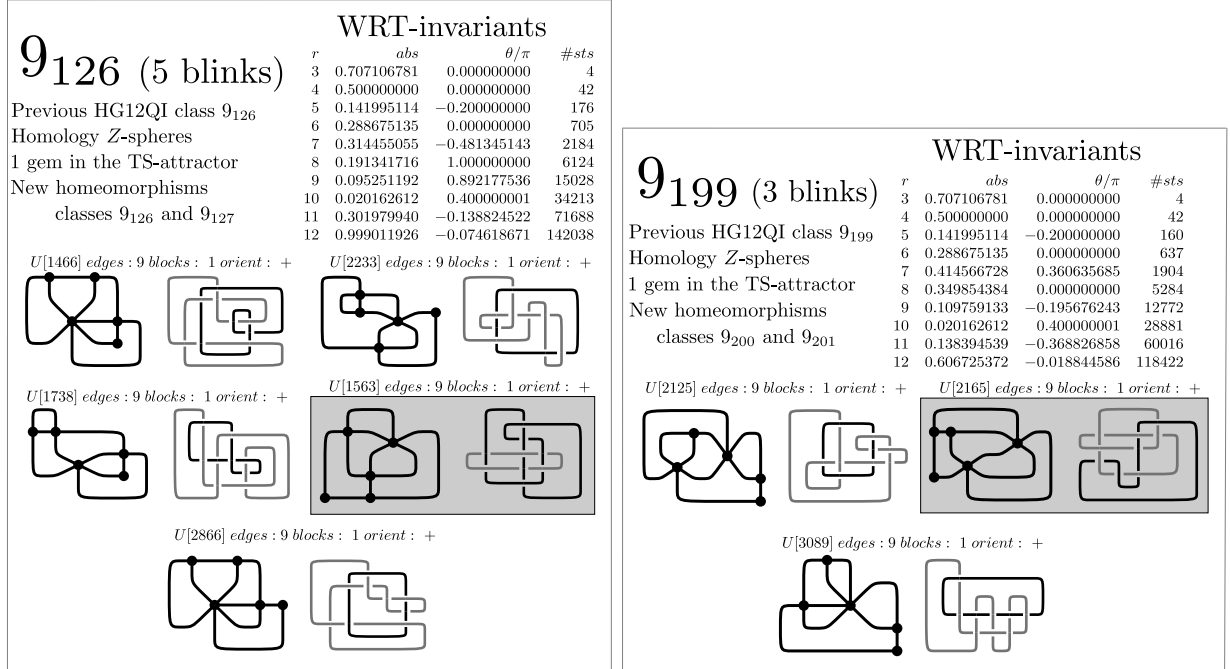 9₁₂₆ (5 blinks)
Previous HG12QI class 9₁₂₆
Homology Z-spheres
1 gem in the TS-attractor
New homeomorphisms
classes 9₁₂₆ and 9₁₂₇
WRT-invariants
r abs θ/π #sts
3 0.707106781 0.000000000 4
4 0.500000000 0.000000000 42
5 0.141995114 −0.200000000 176
6 0.288675135 0.000000000 705
7 0.314455055 −0.481345143 2184
8 0.191341716 1.000000000 6124
9 0.095251192 0.892177536 15028
10 0.020162612 0.400000001 34213
11 0.301979940 −0.138824522 71688
12 0.999011926 −0.074618671 142038
U[1466] edges : 9 blocks : 1 orient : +
U[2233] edges : 9 blocks : 1 orient : +
U[1738] edges : 9 blocks : 1 orient : +
U[1563] edges : 9 blocks : 1 orient : +
U[2866] edges : 9 blocks : 1 orient : +
9₁₉₉ (3 blinks)
Previous HG12QI class 9₁₉₉
Homology Z-spheres
1 gem in the TS-attractor
New homeomorphisms
classes 9₂₀₀ and 9₂₀₁
WRT-invariants
r abs θ/π #sts
3 0.707106781 0.000000000 4
4 0.500000000 0.000000000 42
5 0.141995114 −0.200000000 160
6 0.288675135 0.000000000 637
7 0.414566728 0.360635685 1904
8 0.349854384 0.000000000 5284
9 0.109759133 −0.195676243 12772
10 0.020162612 0.400000001 28881
11 0.138394539 −0.368826858 60016
12 0.606725372 −0.018844586 118422
U[2125] edges : 9 blocks : 1 orient : +
U[2165] edges : 9 blocks : 1 orient : +
U[3089] edges : 9 blocks : 1 orient : +